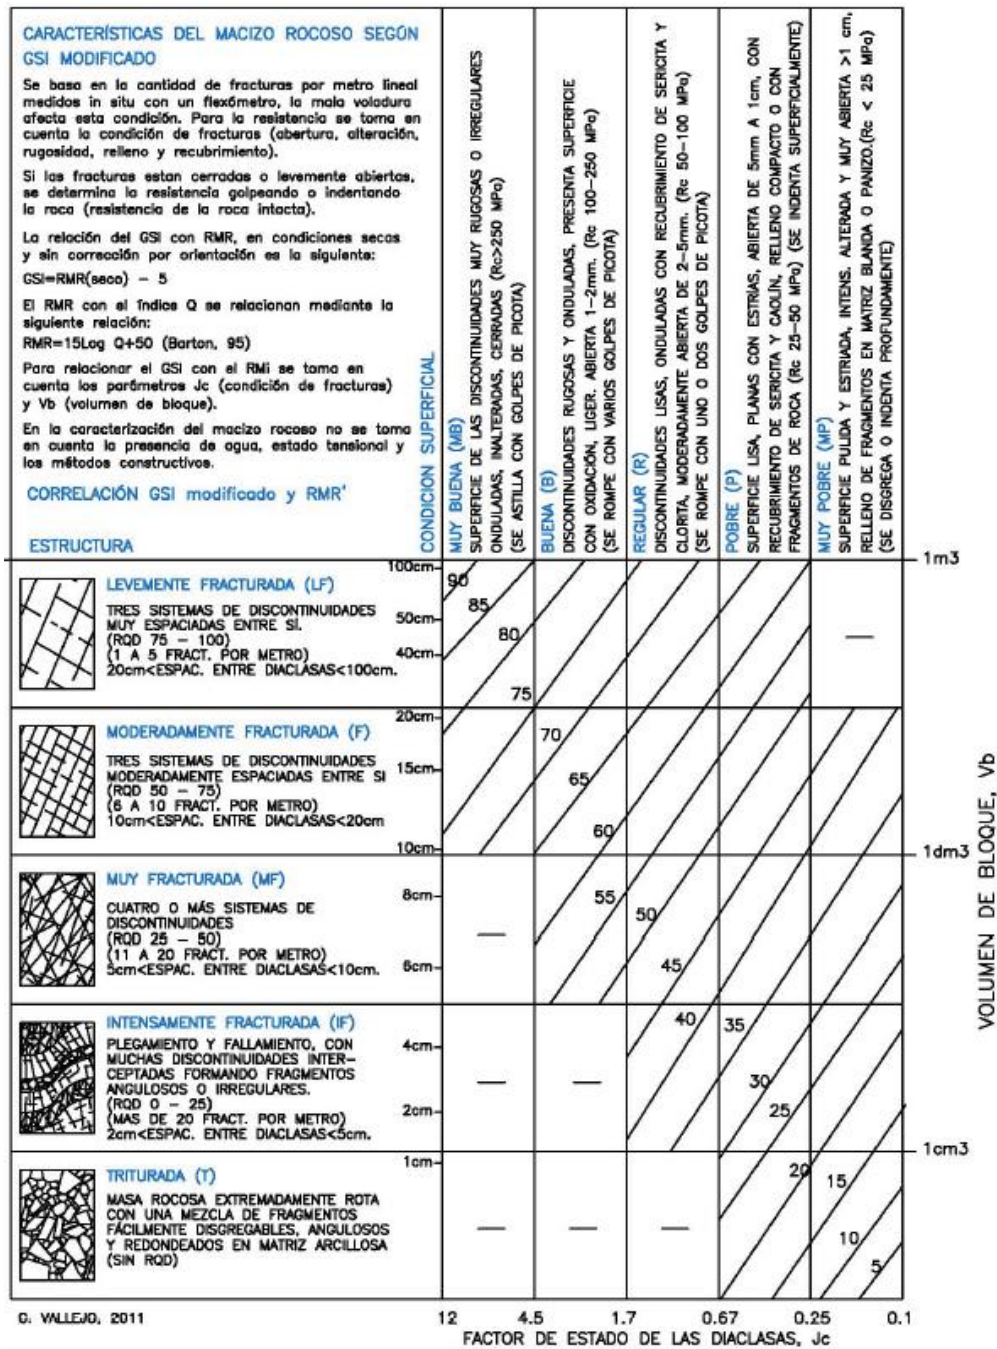 CARACTERÍSTICAS DEL MACIZO ROCOSO SEGÚN
GSI MODIFICADO
Se basa en la cantidad de fracturas por metro lineal
medidos in situ con un flexómetro, la mala voladura
afecta esta condición. Para la resistencia se toma en
cuenta la condición de fracturas (abertura, alteración,
rugosidad, relleno y recubrimiento).
Si las fracturas estan cerradas o levemente abiertas,
se determina la resistencia golpeando o indentando
la roca (resistencia de la roca intacta).
La relación del GSI con RMR, en condiciones secas
y sin corrección por orientación es la siguiente:
GSI=RMR(seco) – 5
El RMR con el índice Q se relacionan mediante la
siguiente relación:
RMR=15Log Q+50 (Barton, 95)
Para relacionar el GSI con el RMi se toma en
cuenta los parámetros Jc (condición de fracturas)
y Vb (volumen de bloque).
En la caracterización del macizo rocoso no se toma
en cuenta la presencia de agua, estado tensional y
los métodos constructivos.
CORRELACIÓN GSI modificado y RMR'
ESTRUCTURA
CONDICION SUPERFICIAL
MUY BUENA (MB)
SUPERFICIE DE LAS DISCONTINUIDADES MUY RUGOSAS O IRREGULARES
ONDULADAS, INALTERADAS, CERRADAS (Rc>250 MPa)
(SE ASTILLA CON GOLPES DE PICOTA)
BUENA (B)
DISCONTINUIDADES RUGOSAS Y ONDULADAS, PRESENTA SUPERFICIE
CON OXIDACIÓN, LIGER. ABIERTA 1–2mm. (Rc 100–250 MPa)
(SE ROMPE CON VARIOS GOLPES DE PICOTA)
REGULAR (R)
DISCONTINUIDADES LISAS, ONDULADAS CON RECUBRIMIENTO DE SERICITA Y
CLORITA, MODERADAMENTE ABIERTA DE 2–5mm. (Rc 50–100 MPa)
(SE ROMPE CON UNO O DOS GOLPES DE PICOTA)
POBRE (P)
SUPERFICIE LISA, PLANAS CON ESTRÍAS, ABIERTA DE 5mm A 1cm, CON
RECUBRIMIENTO DE SERICITA Y CAOLÍN, RELLENO COMPACTO O CON
FRAGMENTOS DE ROCA (Rc 25–50 MPa) (SE INDENTA SUPERFICIALMENTE)
MUY POBRE (MP)
SUPERFICIE PULIDA Y ESTRIADA, INTENS. ALTERADA Y MUY ABIERTA >1 cm,
RELLENO DE FRAGMENTOS EN MATRIZ BLANDA O PANIZO.(Rc < 25 MPa)
(SE DISGREGA O INDENTA PROFUNDAMENTE)
1m3
LEVEMENTE FRACTURADA (LF)
TRES SISTEMAS DE DISCONTINUIDADES
MUY ESPACIADAS ENTRE SÍ.
(RQD 75 – 100)
(1 A 5 FRACT. POR METRO)
20cm<ESPAC. ENTRE DIACLASAS<100cm.
100cm
50cm
40cm
90
85
80
75
—
MODERADAMENTE FRACTURADA (F)
TRES SISTEMAS DE DISCONTINUIDADES
MODERADAMENTE ESPACIADAS ENTRE SI
(RQD 50 – 75)
(6 A 10 FRACT. POR METRO)
10cm<ESPAC. ENTRE DIACLASAS<20cm
20cm
15cm
10cm
70
65
60
1dm3
MUY FRACTURADA (MF)
CUATRO O MÁS SISTEMAS DE
DISCONTINUIDADES
(RQD 25 – 50)
(11 A 20 FRACT. POR METRO)
5cm<ESPAC. ENTRE DIACLASAS<10cm.
8cm
6cm
—
55
50
45
INTENSAMENTE FRACTURADA (IF)
PLEGAMIENTO Y FALLAMIENTO, CON
MUCHAS DISCONTINUIDADES INTER–
CEPTADAS FORMANDO FRAGMENTOS
ANGULOSOS O IRREGULARES.
(RQD 0 – 25)
(MAS DE 20 FRACT. POR METRO)
2cm<ESPAC. ENTRE DIACLASAS<5cm.
4cm
2cm
— —
40
35
30
25
1cm3
TRITURADA (T)
MASA ROCOSA EXTREMADAMENTE ROTA
CON UNA MEZCLA DE FRAGMENTOS
FÁCILMENTE DISGREGABLES, ANGULOSOS
Y REDONDEADOS EN MATRIZ ARCILLOSA
(SIN RQD)
1cm
— — —
20
15
10
5
VOLUMEN DE BLOQUE, Vb
G. VALLEJO, 2011
12 4.5 1.7 0.67 0.25 0.1
FACTOR DE ESTADO DE LAS DIACLASAS, Jc